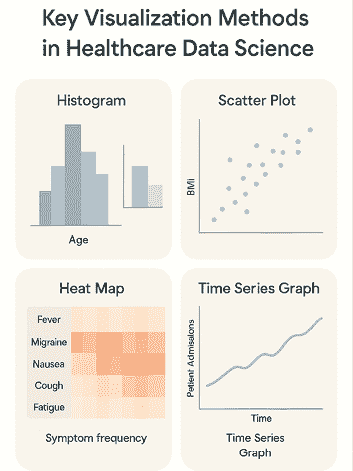 Key Visualization Methods
in Healthcare Data Science
Histogram
Age
Scatter Plot
BMI
Heat Map
Fever
Migraine
Nausea
Cough
Fatigue
Symptom frequency
Time Series Graph
Patient Admissions
Time
Time Series
Graph